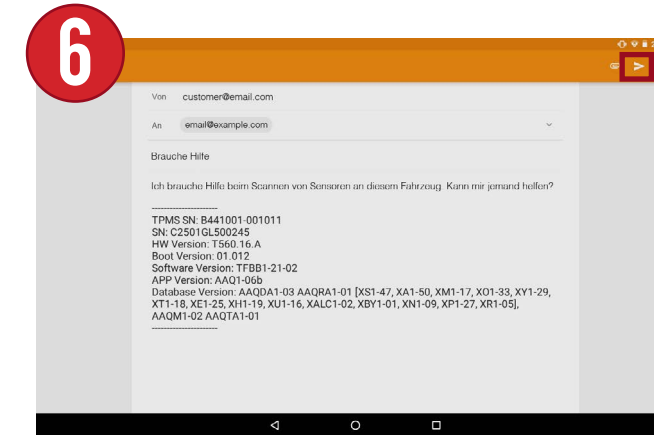 6
Von customer@email.com
An email@example.com
Brauche Hilfe
Ich brauche Hilfe beim Scannen von Sensoren an diesem Fahrzeug. Kann mir jemand helfen?
----------------------
TPMS SN: B441001-001011
SN: C2501GL500245
HW Version: T560.16.A
Boot Version: 01.012
Software Version: TFBB1-21-02
APP Version: AAQ1-06b
Database Version: AAQDA1-03 AAQRA1-01 [XS1-47, XA1-50, XM1-17, XO1-33, XY1-29,
XT1-18, XE1-25, XH1-19, XU1-16, XALC1-02, XBY1-01, XN1-09, XP1-27, XR1-05],
AAQM1-02 AAQTA1-01
----------------------